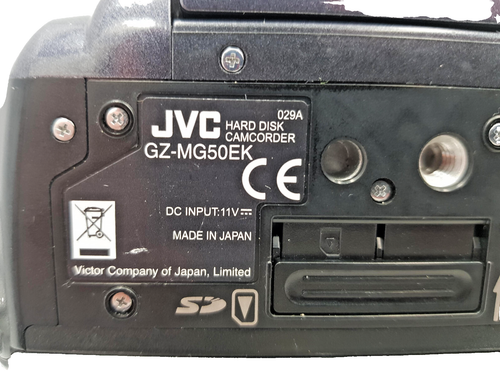 029A
JVC HARD DISK
CAMCORDER
GZ-MG50EK
CE
DC INPUT:11V
MADE IN JAPAN
Victor Company of Japan, Limited
SD